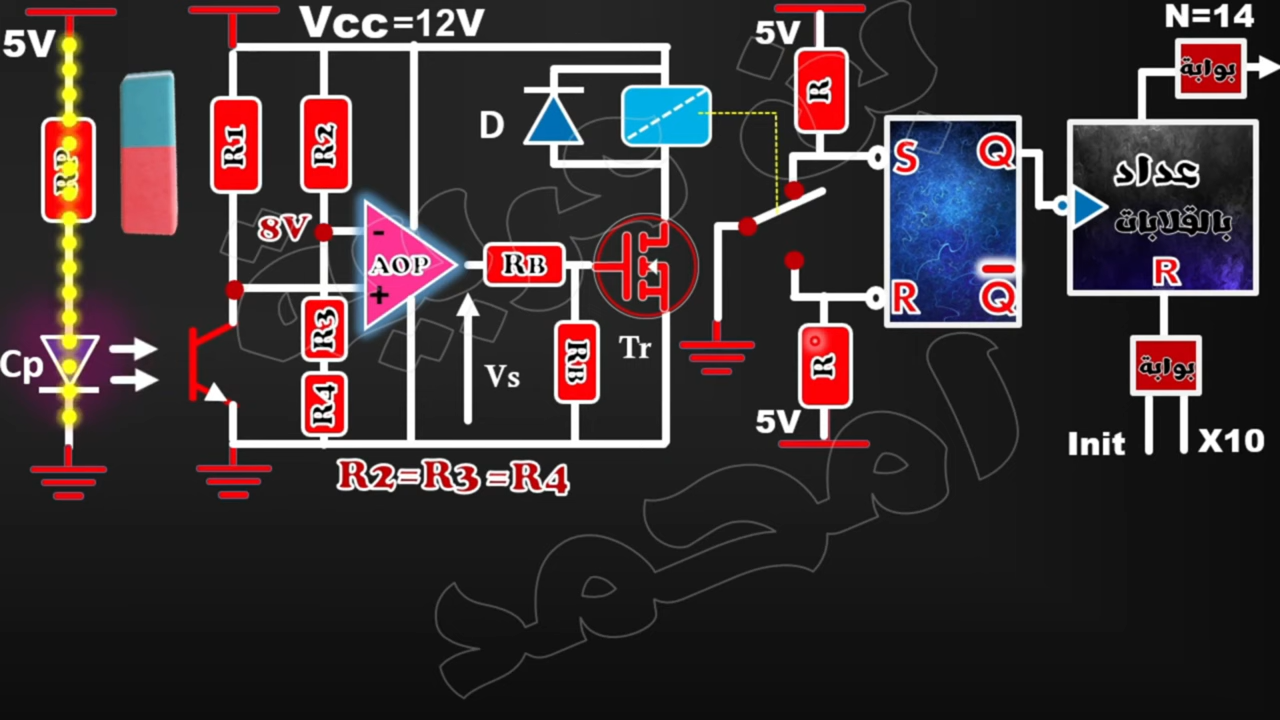 5V
RP
Cp
Vcc=12V
R1
R2
8V
-
AOP
+
R3
R4
R2=R3=R4
RB
RB
Vs
D
Tr
5V
R
R
5V
S
Q
R
Q̅
N=14
بوابة
عداد
بالقلابات
R
بوابة
Init
X10